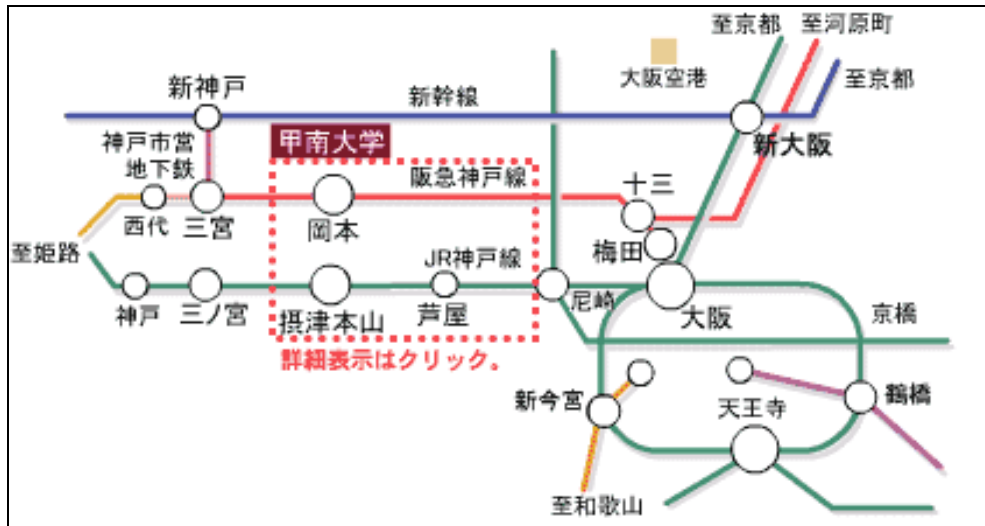 至京都
至河原町
大阪空港
至京都
新神戸
新幹線
新大阪
神戸市営
地下鉄
甲南大学
阪急神戸線
十三
西代
三宮
岡本
梅田
至姫路
JR神戸線
神戸
三ノ宮
摂津本山
芦屋
尼崎
大阪
京橋
詳細表示はクリック。
新今宮
天王寺
鶴橋
至和歌山